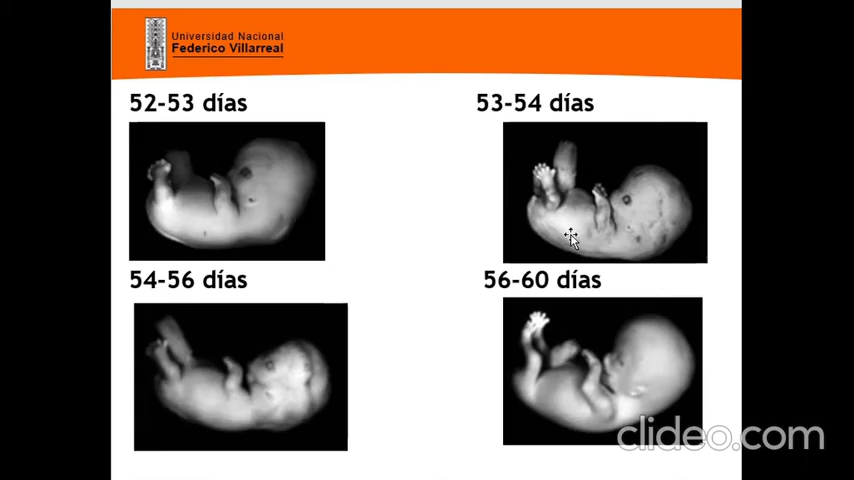 Universidad Nacional
Federico Villarreal
52-53 días
53-54 días
54-56 días
56-60 días
clideo.com